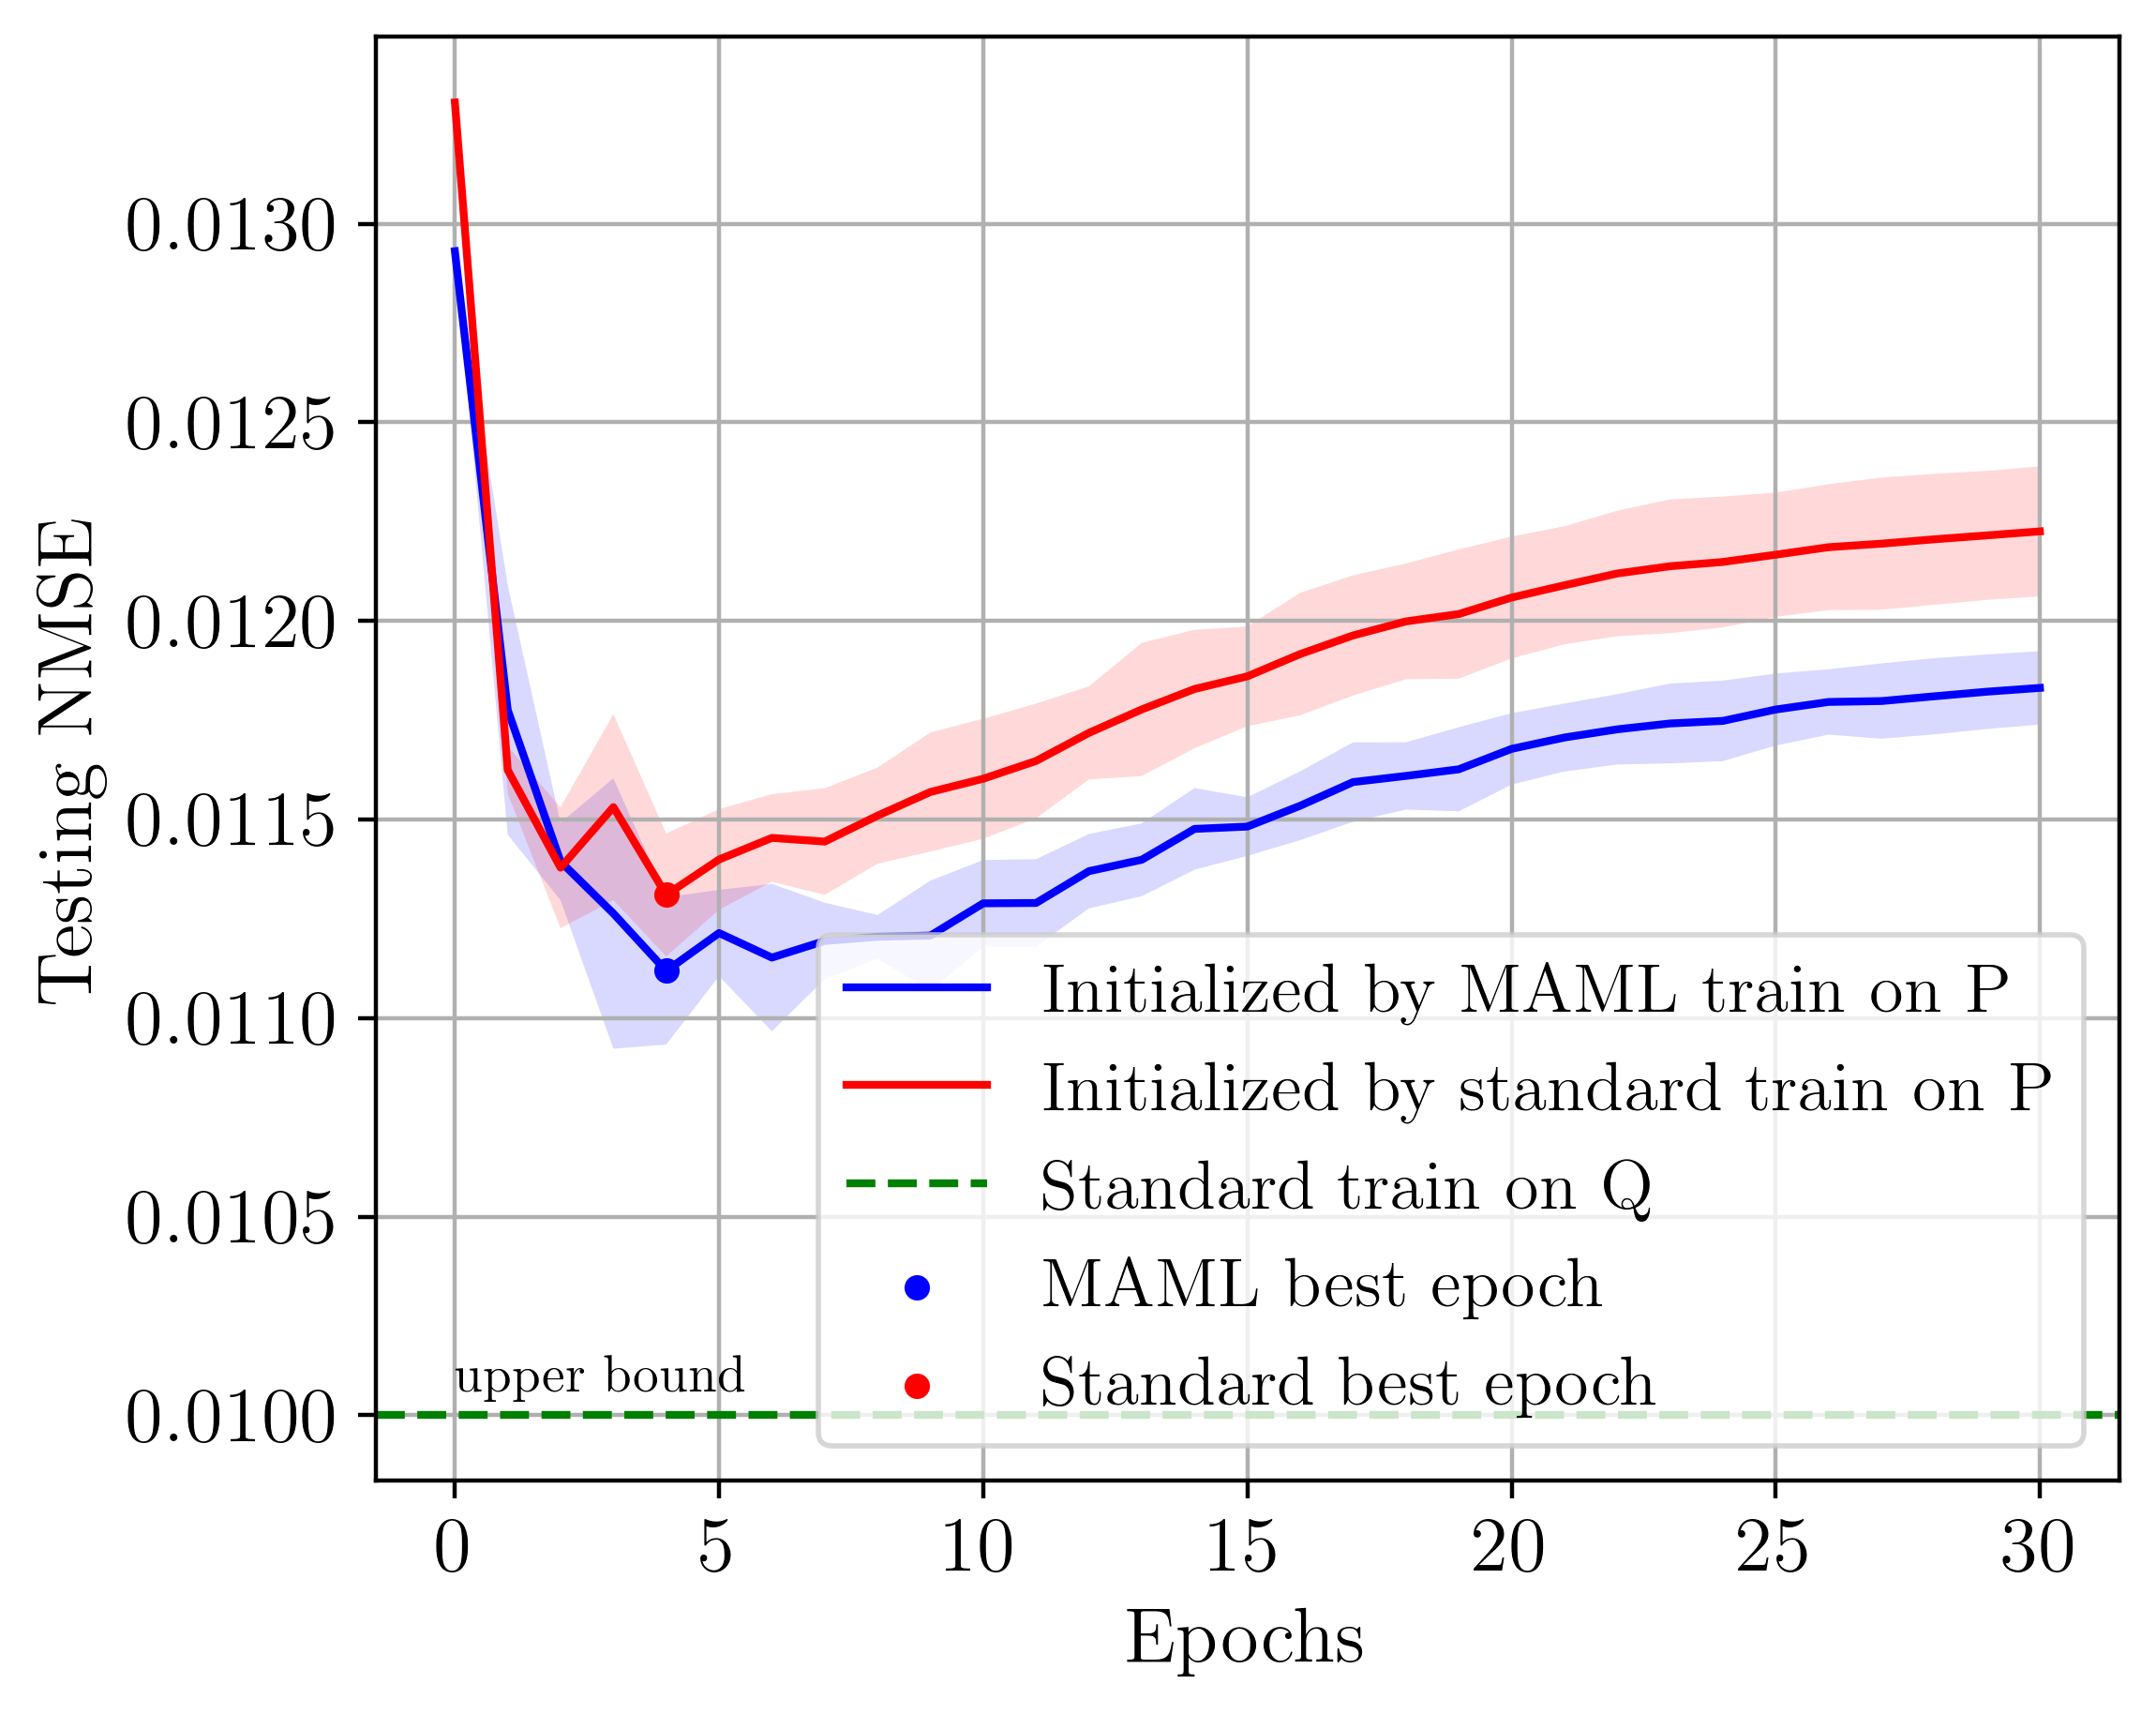 0.0130
0.0125
0.0120
0.0115
0.0110
0.0105
0.0100
Testing NMSE
upper bound
Initialized by MAML train on P
Initialized by standard train on P
Standard train on Q
MAML best epoch
Standard best epoch
0 5 10 15 20 25 30
Epochs